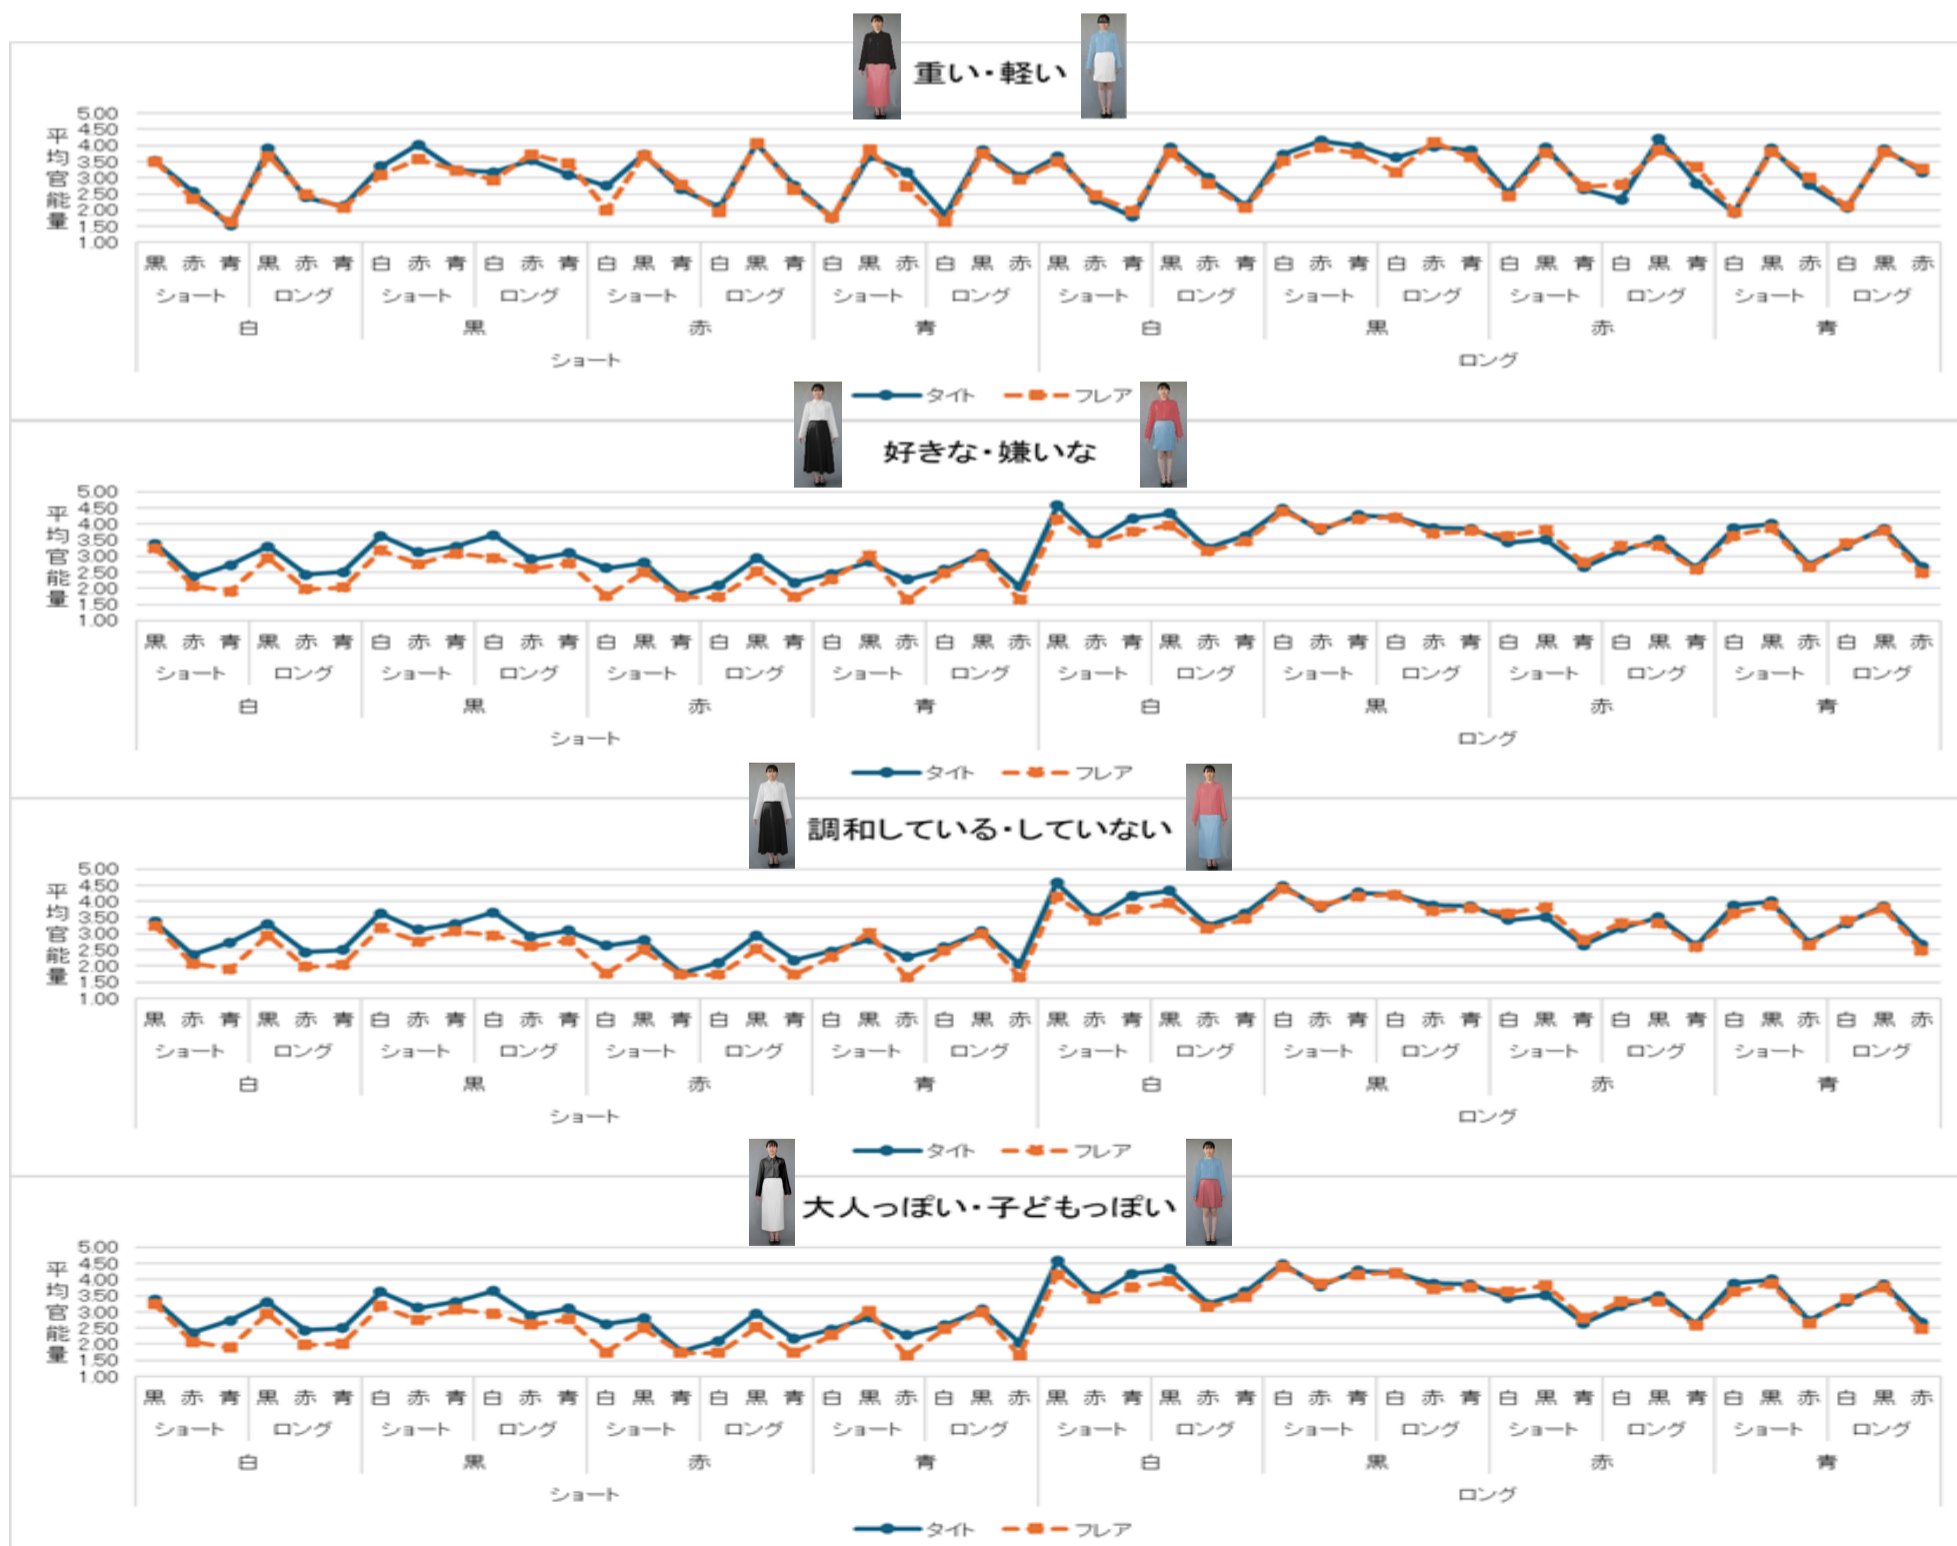 重い・軽い
平均官能量
5.00
4.50
4.00
3.50
3.00
2.50
2.00
1.50
1.00
黒 赤 青 黒 赤 青 白 赤 青 白 赤 青 白 黒 青 白 黒 青 白 黒 赤 白 黒 赤 黒 赤 青 黒 赤 青 白 赤 青 白 赤 青 白 黒 青 白 黒 青 白 黒 赤 白 黒 赤
ショート ロング ショート ロング ショート ロング ショート ロング ショート ロング ショート ロング ショート ロング ショート ロング
白 黒 赤 青 白 黒 赤 青
ショート ロング
タイト フレア
好きな・嫌いな
平均官能量
5.00
4.50
4.00
3.50
3.00
2.50
2.00
1.50
1.00
黒 赤 青 黒 赤 青 白 赤 青 白 赤 青 白 黒 青 白 黒 青 白 黒 赤 白 黒 赤 黒 赤 青 黒 赤 青 白 赤 青 白 赤 青 白 黒 青 白 黒 青 白 黒 赤 白 黒 赤
ショート ロング ショート ロング ショート ロング ショート ロング ショート ロング ショート ロング ショート ロング ショート ロング
白 黒 赤 青 白 黒 赤 青
ショート ロング
タイト フレア
調和している・していない
平均官能量
5.00
4.50
4.00
3.50
3.00
2.50
2.00
1.50
1.00
黒 赤 青 黒 赤 青 白 赤 青 白 赤 青 白 黒 青 白 黒 青 白 黒 赤 白 黒 赤 黒 赤 青 黒 赤 青 白 赤 青 白 赤 青 白 黒 青 白 黒 青 白 黒 赤 白 黒 赤
ショート ロング ショート ロング ショート ロング ショート ロング ショート ロング ショート ロング ショート ロング ショート ロング
白 黒 赤 青 白 黒 赤 青
ショート ロング
タイト フレア
大人っぽい・子どもっぽい
平均官能量
5.00
4.50
4.00
3.50
3.00
2.50
2.00
1.50
1.00
黒 赤 青 黒 赤 青 白 赤 青 白 赤 青 白 黒 青 白 黒 青 白 黒 赤 白 黒 赤 黒 赤 青 黒 赤 青 白 赤 青 白 赤 青 白 黒 青 白 黒 青 白 黒 赤 白 黒 赤
ショート ロング ショート ロング ショート ロング ショート ロング ショート ロング ショート ロング ショート ロング ショート ロング
白 黒 赤 青 白 黒 赤 青
ショート ロング
タイト フレア